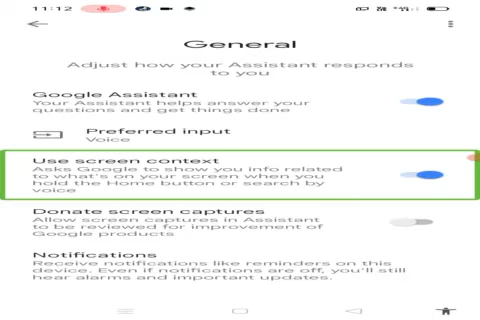 11:12
General
Adjust how your Assistant responds
to you
Google Assistant
Your Assistant helps answer your
questions and get things done
Preferred input
Voice
Use screen context
Asks Google to show you info related
to what's on your screen when you
hold the Home button or search by
voice
Donate screen captures
Allow screen captures in Assistant
to be reviewed for improvement of
Google products
Notifications
Receive notifications like reminders on this
device. Even if notifications are off, you'll still
hear alarms and important updates.